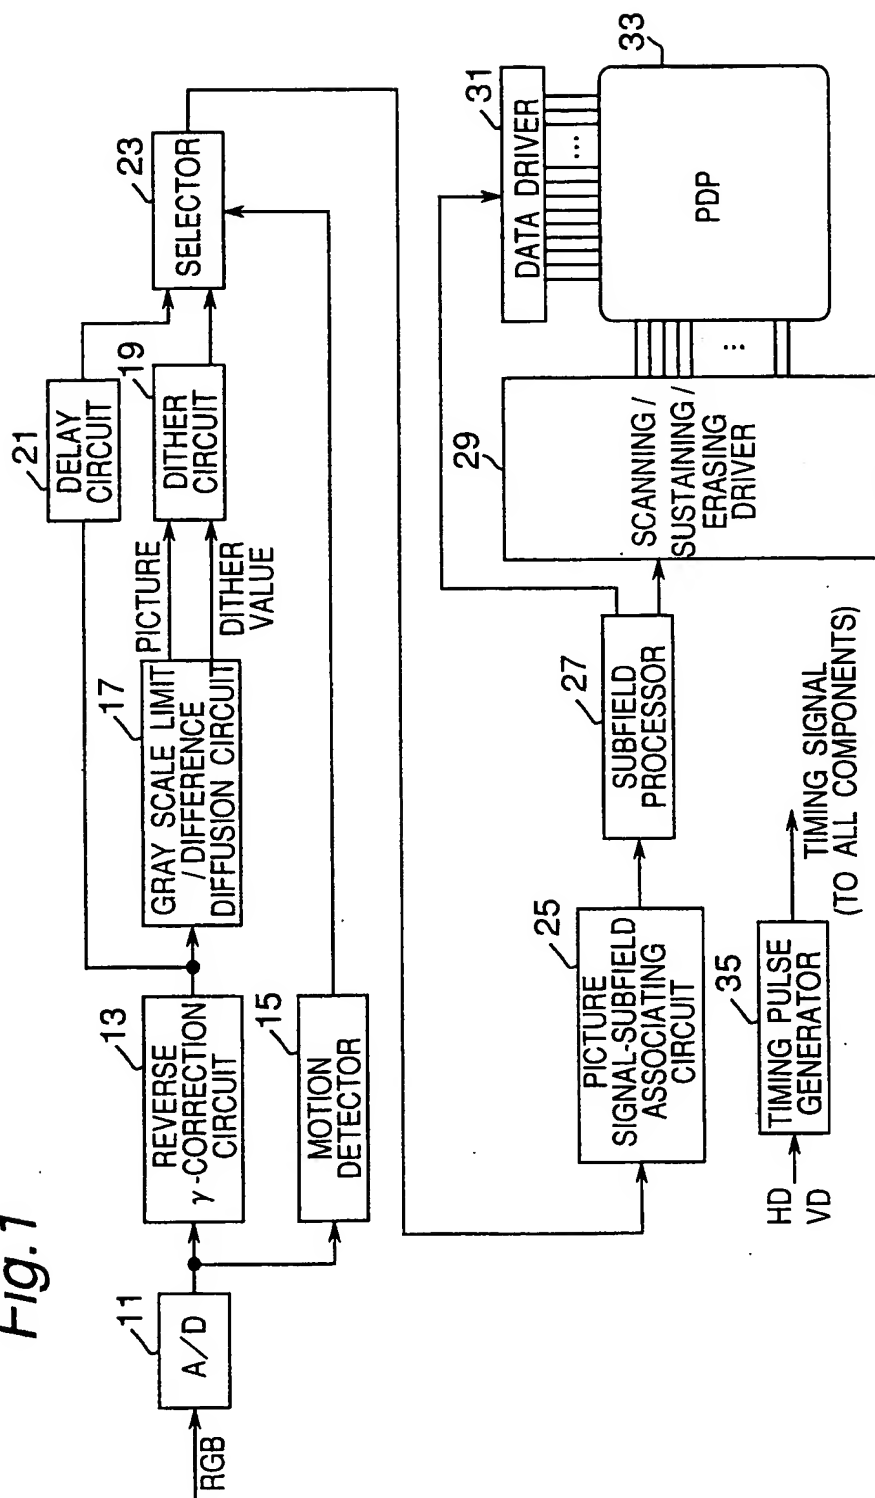 Fig.1
RGB
11
A/D
13
REVERSE
γ-CORRECTION
CIRCUIT
15
MOTION
DETECTOR
17
GRAY SCALE LIMIT
/ DIFFERENCE
DIFFUSION CIRCUIT
PICTURE
DITHER
VALUE
21
DELAY
CIRCUIT
19
DITHER
CIRCUIT
23
SELECTOR
25
PICTURE
SIGNAL-SUBFIELD
ASSOCIATING
CIRCUIT
27
SUBFIELD
PROCESSOR
29
SCANNING /
SUSTAINING /
ERASING
DRIVER
31
DATA DRIVER
...
...
33
PDP
HD
VD
35
TIMING PULSE
GENERATOR
TIMING SIGNAL
(TO ALL COMPONENTS)